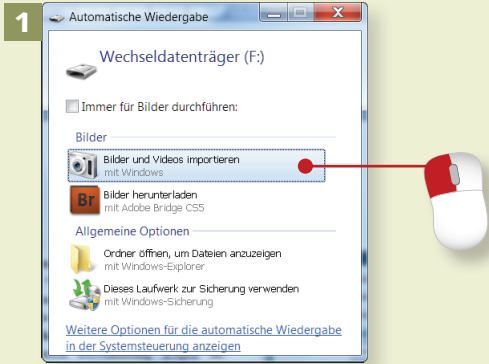 1
Automatische Wiedergabe
Wechseldatenträger (F:)
Immer für Bilder durchführen:
Bilder
Bilder und Videos importieren
mit Windows
Br
Bilder herunterladen
mit Adobe Bridge CS5
Allgemeine Optionen
Ordner öffnen, um Dateien anzuzeigen
mit Windows-Explorer
Dieses Laufwerk zur Sicherung verwenden
mit Windows-Sicherung
Weitere Optionen für die automatische Wiedergabe
in der Systemsteuerung anzeigen